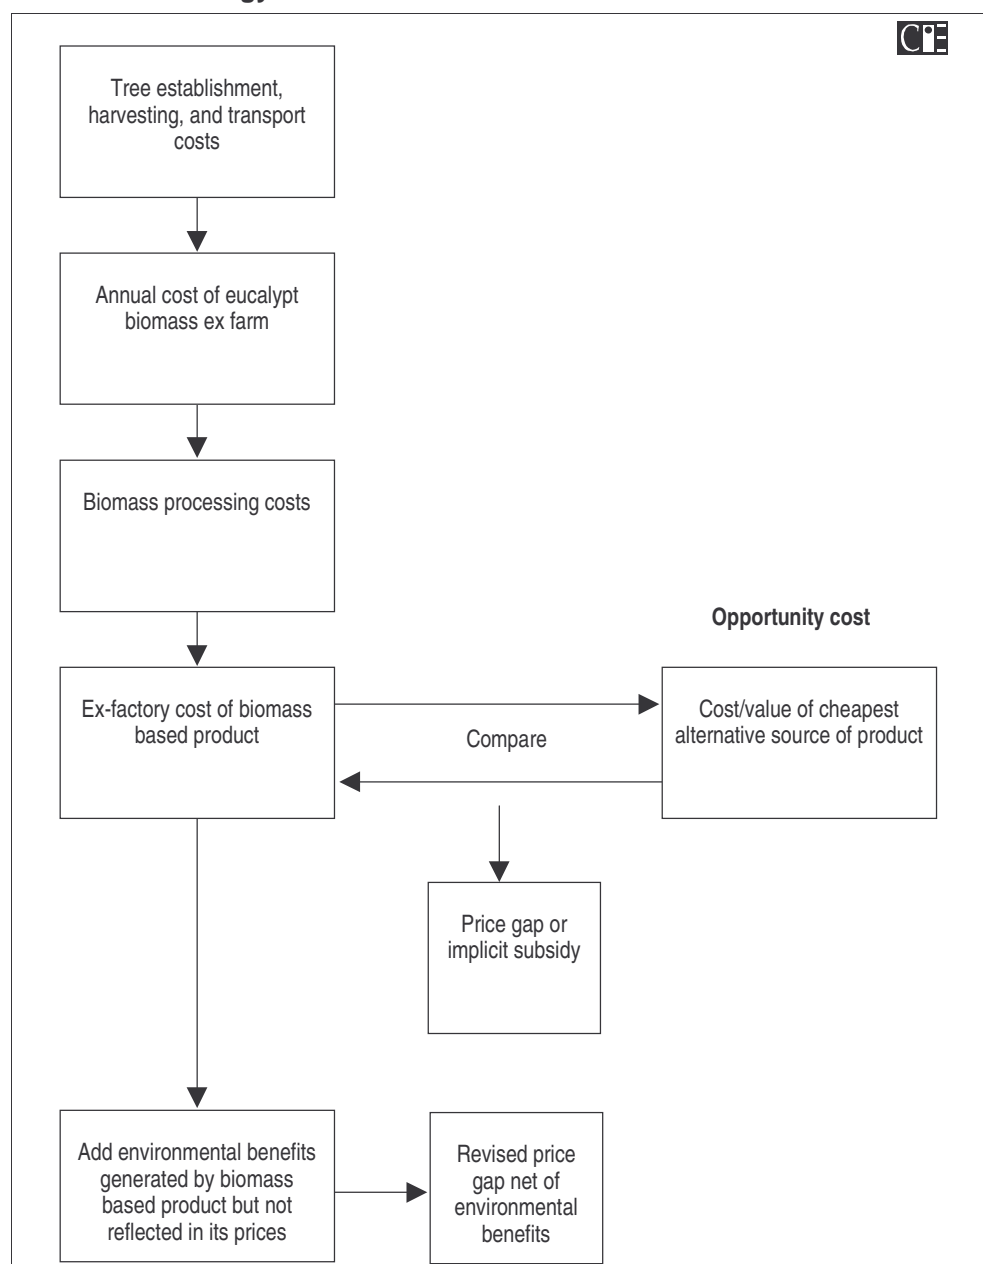 CIE
Tree establishment,
harvesting, and transport
costs
Annual cost of eucalypt
biomass ex farm
Biomass processing costs
Opportunity cost
Ex-factory cost of biomass
based product
Compare
Cost/value of cheapest
alternative source of product
Price gap or
implicit subsidy
Add environmental benefits
generated by biomass
based product but not
reflected in its prices
Revised price
gap net of
environmental
benefits